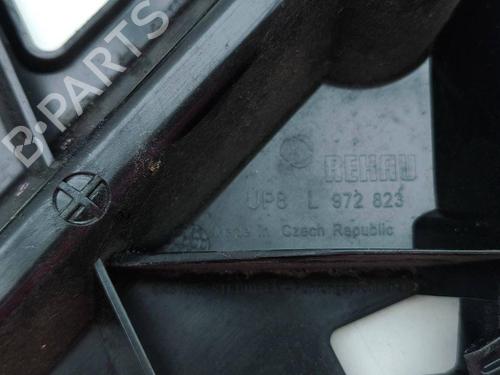 B-PARTS
REHAU
UP8 L 972 823
Made in Czech Republic